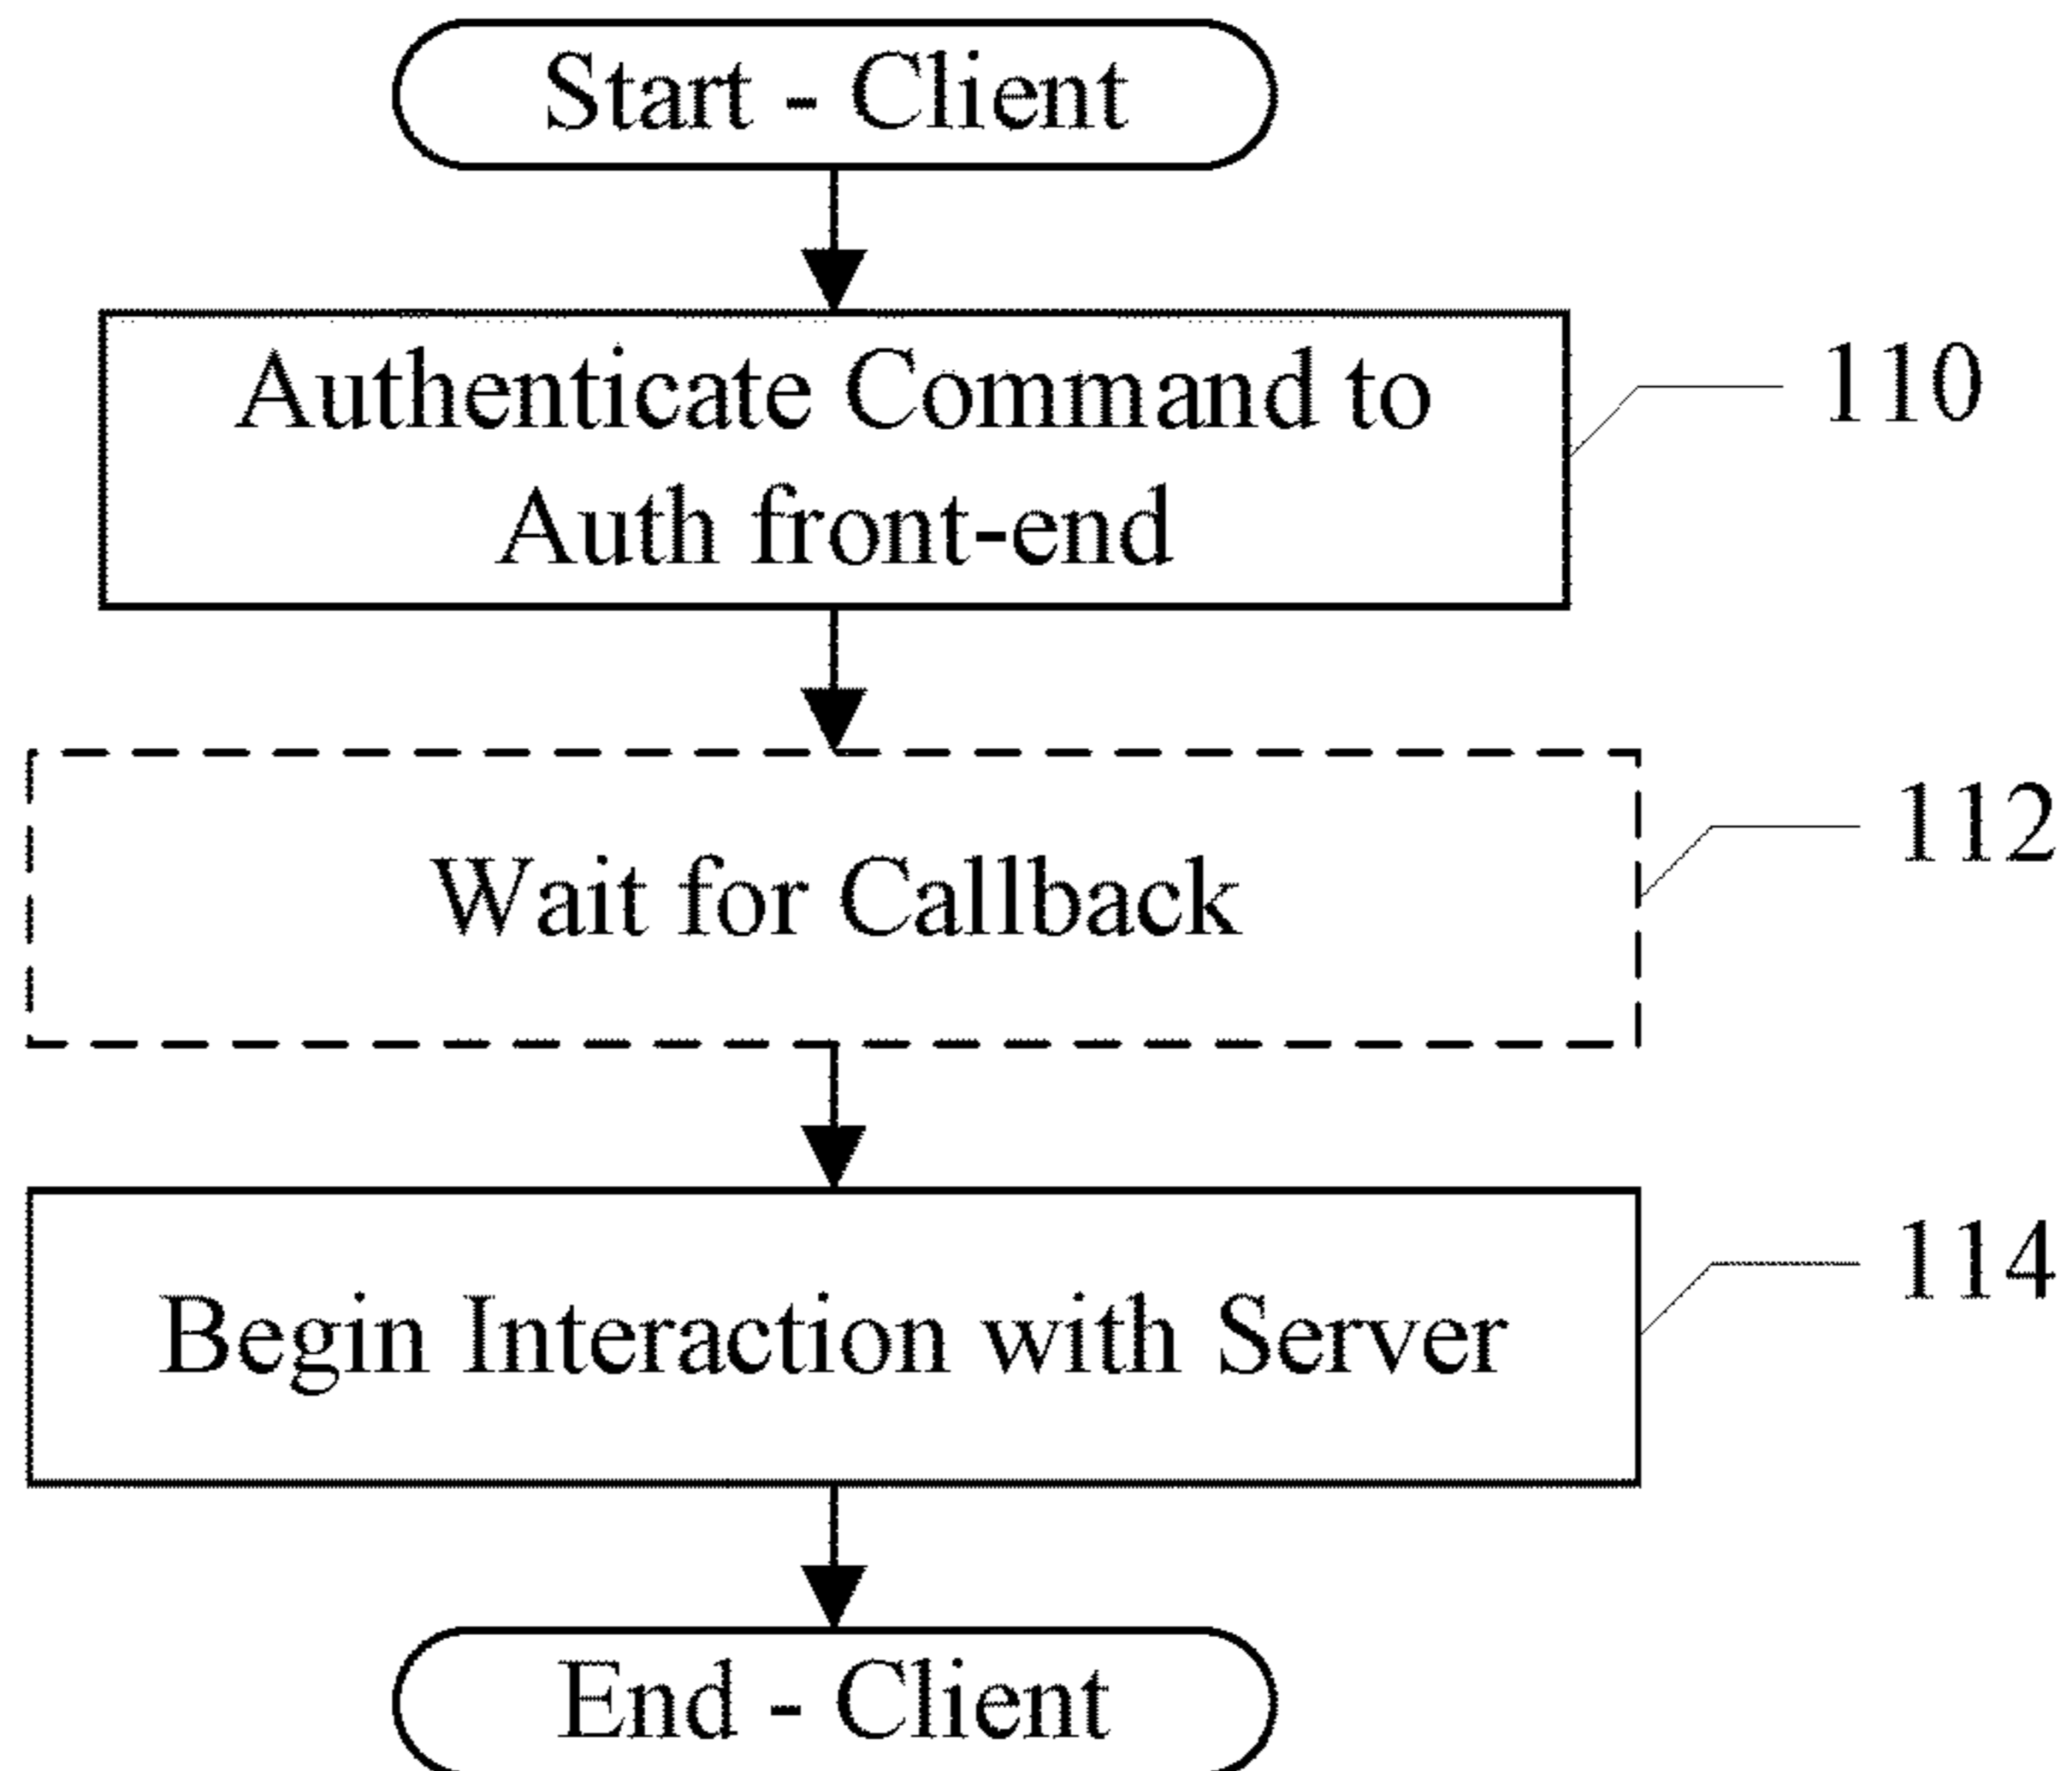 Start - Client
Authenticate Command to
Auth front-end
110
Wait for Callback
112
Begin Interaction with Server
114
End - Client